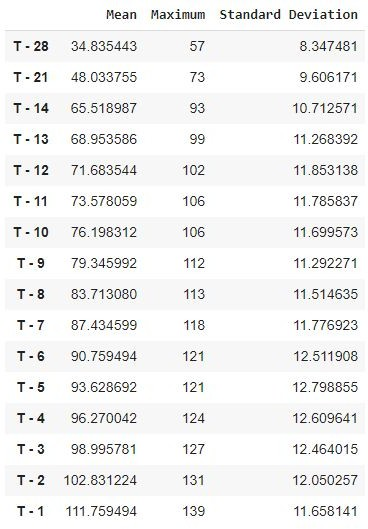 Mean Maximum Standard Deviation
T - 28 34.835443 57 8.347481
T - 21 48.033755 73 9.606171
T - 14 65.518987 93 10.712571
T - 13 68.953586 99 11.268392
T - 12 71.683544 102 11.853138
T - 11 73.578059 106 11.785837
T - 10 76.198312 106 11.699573
T - 9 79.345992 112 11.292271
T - 8 83.713080 113 11.514635
T - 7 87.434599 118 11.776923
T - 6 90.759494 121 12.511908
T - 5 93.628692 121 12.798855
T - 4 96.270042 124 12.609641
T - 3 98.995781 127 12.464015
T - 2 102.831224 131 12.050257
T - 1 111.759494 139 11.658141